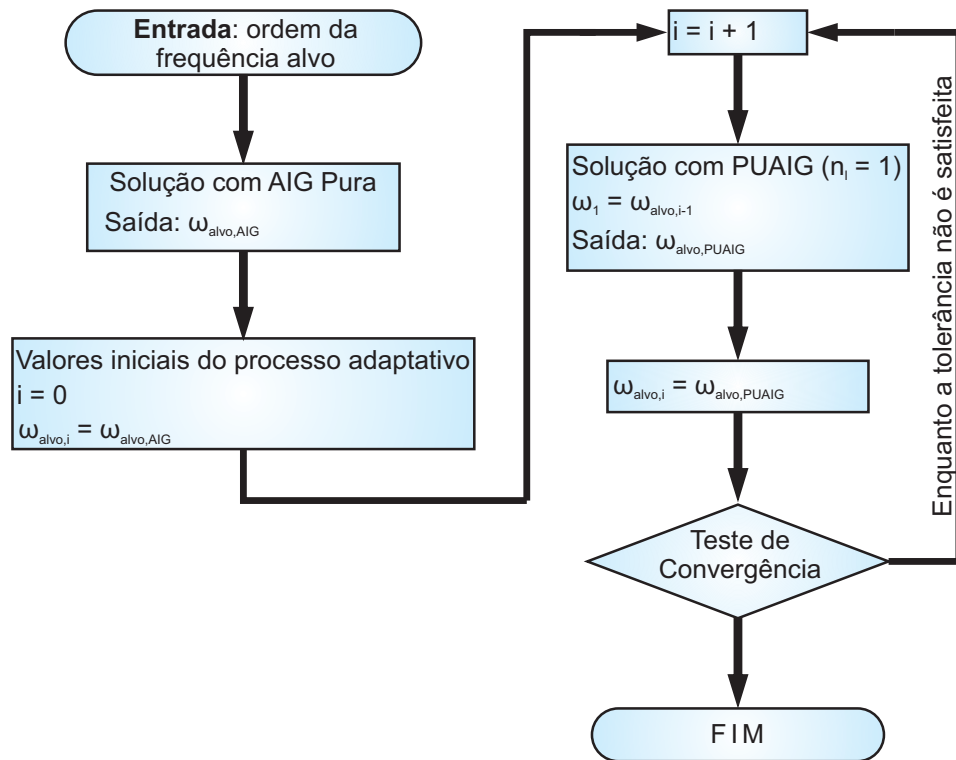 Entrada: ordem da
frequência alvo
Solução com AIG Pura
Saída: ωalvo,AIG
Valores iniciais do processo adaptativo
i = 0
ωalvo,i = ωalvo,AIG
i = i + 1
Solução com PUAIG (nl = 1)
ω1 = ωalvo,i-1
Saída: ωalvo,PUAIG
ωalvo,i = ωalvo,PUAIG
Teste de
Convergência
Enquanto a tolerância não é satisfeita
F I M